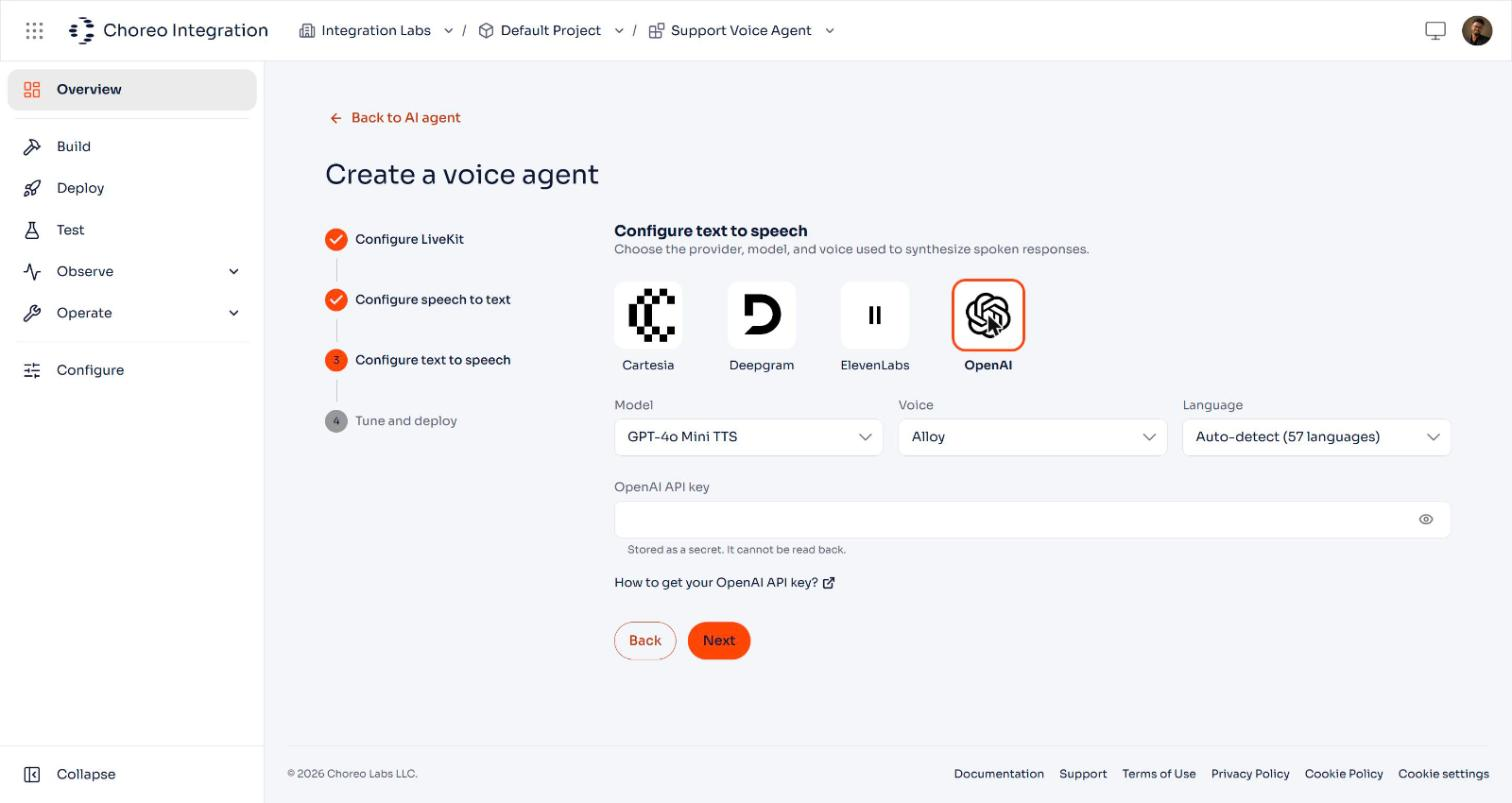 Choreo Integration
Integration Labs / Default Project / Support Voice Agent
Overview
Build
Deploy
Test
Observe
Operate
Configure
Collapse
Back to AI agent
Create a voice agent
Configure LiveKit
Configure speech to text
3 Configure text to speech
4 Tune and deploy
Configure text to speech
Choose the provider, model, and voice used to synthesize spoken responses.
Cartesia Deepgram ElevenLabs OpenAI
Model Voice Language
GPT-4o Mini TTS Alloy Auto-detect (57 languages)
OpenAI API key
Stored as a secret. It cannot be read back.
How to get your OpenAI API key?
Back Next
© 2026 Choreo Labs LLC. Documentation Support Terms of Use Privacy Policy Cookie Policy Cookie settings